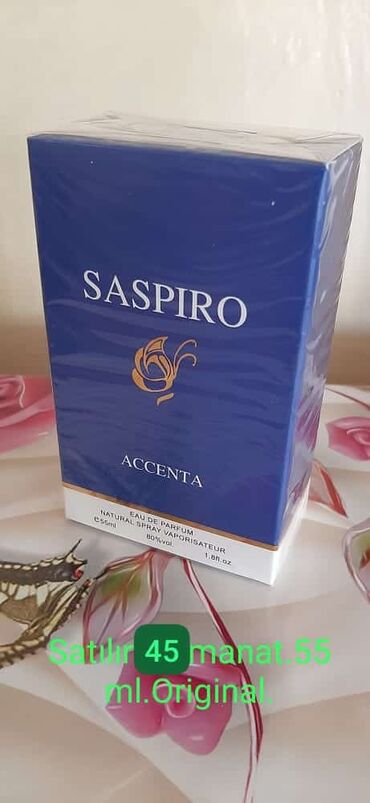 SASPIRO
ACCENTA
EAU DE PARFUM
NATURAL SPRAY VAPORISATEUR
℮55ml 80%vol 1.8fl.oz
Satılır 45 manat.55
ml.Original.